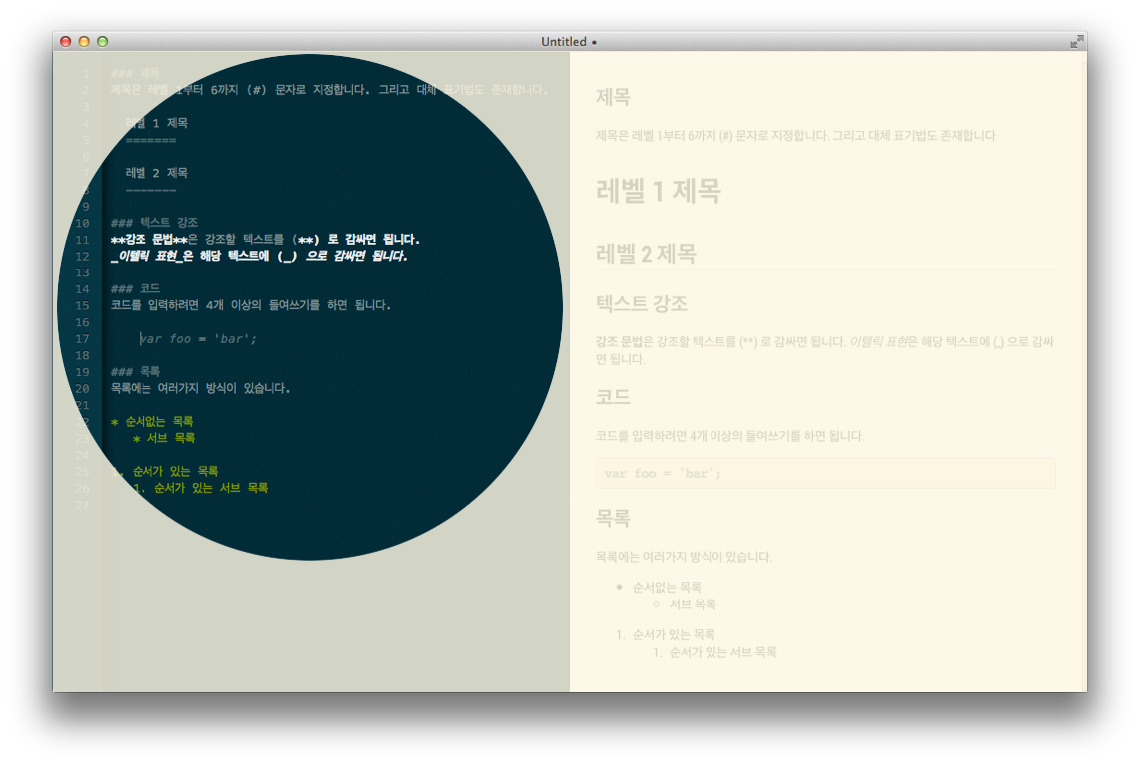 Untitled •
1 ### 제목
2 제목은 레벨 1부터 6까지 (#) 문자로 지정합니다. 그리고 대체 표기법도 존재합니다.
3
4 레벨 1 제목
5 =======
6
7 레벨 2 제목
8 -------
9
10 ### 텍스트 강조
11 **강조 문법**은 강조할 텍스트를 (**) 로 감싸면 됩니다.
12 _이텔릭 표현_은 해당 텍스트에 (_) 으로 감싸면 됩니다.
13
14 ### 코드
15 코드를 입력하려면 4개 이상의 들여쓰기를 하면 됩니다.
16
17 var foo = 'bar';
18
19 ### 목록
20 목록에는 여러가지 방식이 있습니다.
21
22 * 순서없는 목록
23 * 서브 목록
24
25 1. 순서가 있는 목록
26 1. 순서가 있는 서브 목록
27
제목
제목은 레벨 1부터 6까지 (#) 문자로 지정합니다. 그리고 대체 표기법도 존재합니다
레벨 1 제목
레벨 2 제목
텍스트 강조
강조 문법은 강조할 텍스트를 (**) 로 감싸면 됩니다. 이텔릭 표현은 해당 텍스트에 (_) 으로 감싸
면 됩니다.
코드
코드를 입력하려면 4개 이상의 들여쓰기를 하면 됩니다.
var foo = 'bar';
목록
목록에는 여러가지 방식이 있습니다.
• 순서없는 목록
○ 서브 목록
1. 순서가 있는 목록
1. 순서가 있는 서브 목록